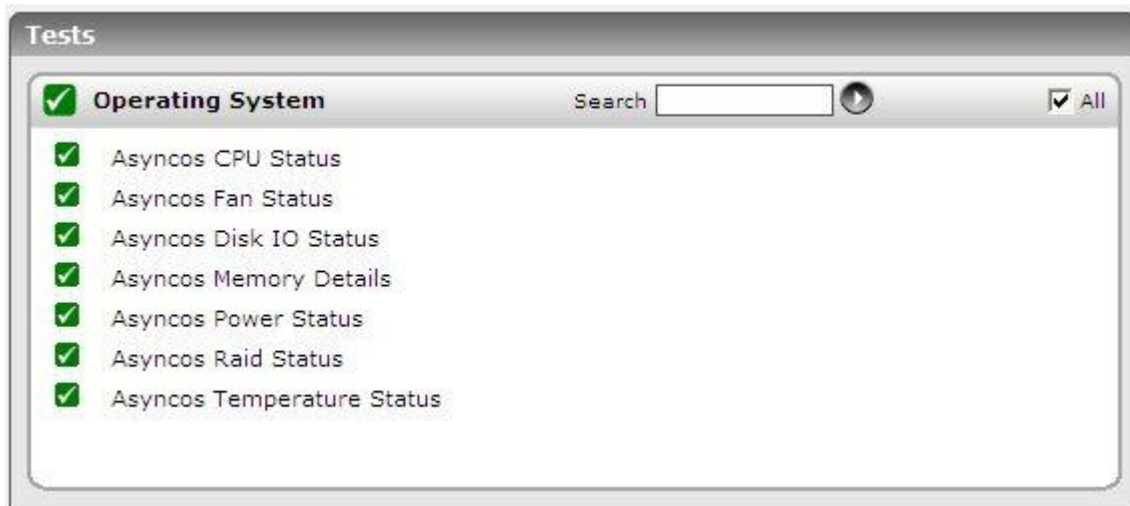 Tests
Operating System Search All
Asyncos CPU Status
Asyncos Fan Status
Asyncos Disk IO Status
Asyncos Memory Details
Asyncos Power Status
Asyncos Raid Status
Asyncos Temperature Status